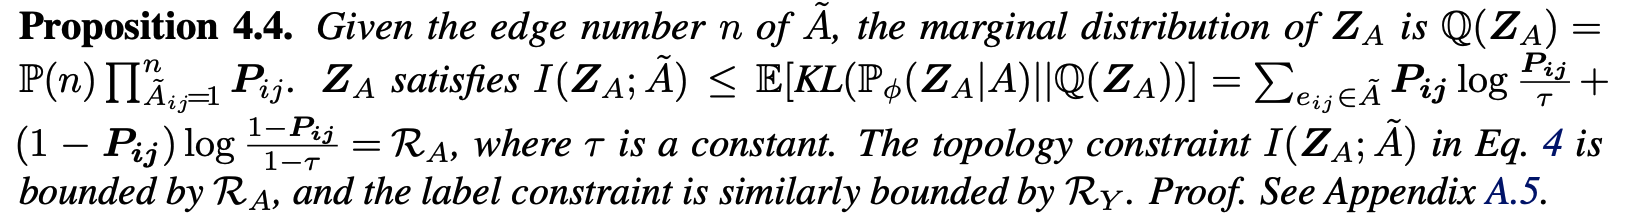 Proposition 4.4. Given the edge number n of Ã, the marginal distribution of Z_A is ℚ(Z_A) =
ℙ(n) ∏^n_{Ã_{ij}=1} P_{ij}. Z_A satisfies I(Z_A; Ã) ≤ 𝔼[KL(ℙ_ϕ(Z_A|A)||ℚ(Z_A))] = ∑_{e_{ij}∈Ã} P_{ij} log \frac{P_{ij}}{τ} +
(1 − P_{ij}) log \frac{1−P_{ij}}{1−τ} = ℛ_A, where τ is a constant. The topology constraint I(Z_A; Ã) in Eq. 4 is
bounded by ℛ_A, and the label constraint is similarly bounded by ℛ_Y. Proof. See Appendix A.5.